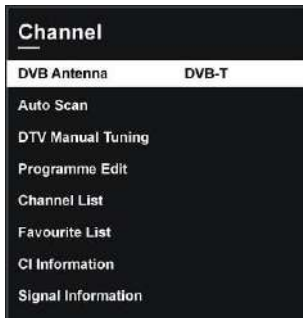 Channel
DVB Antenna DVB-T
Auto Scan
DTV Manual Tuning
Programme Edit
Channel List
Favourite List
CI Information
Signal Information